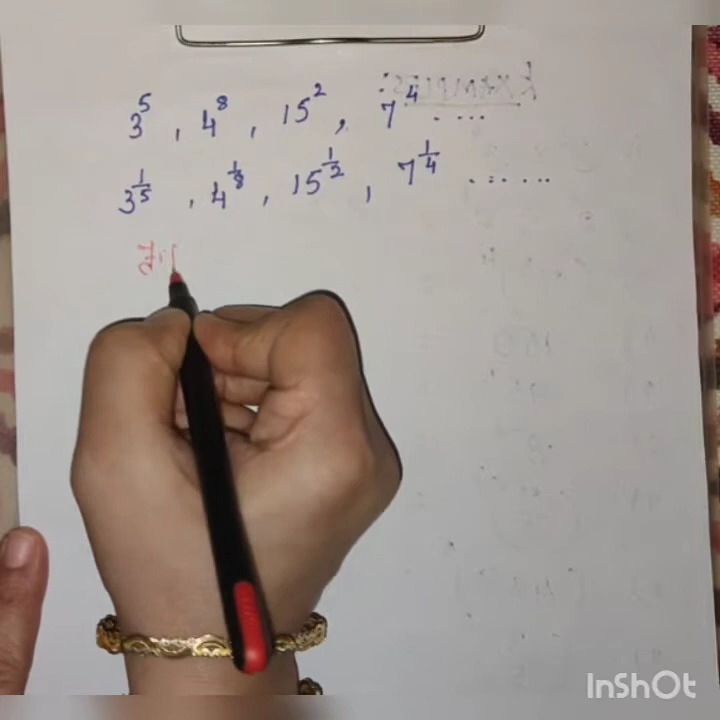 3⁵ , 4⁸ , 15² , 7⁴ ....
3^1/5 , 4^1/8 , 15^1/2 , 7^1/4 ......
InShOt